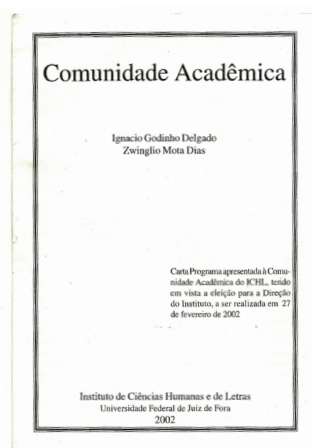 Comunidade Acadêmica
Ignacio Godinho Delgado
Zwinglio Mota Dias
Carta Programa apresentada à Comu-
nidade Acadêmica do ICHL, tendo
em vista a eleição para a Direção
do Instituto, a ser realizada em 27
de fevereiro de 2002
Instituto de Ciências Humanas e de Letras
Universidade Federal de Juiz de Fora
2002